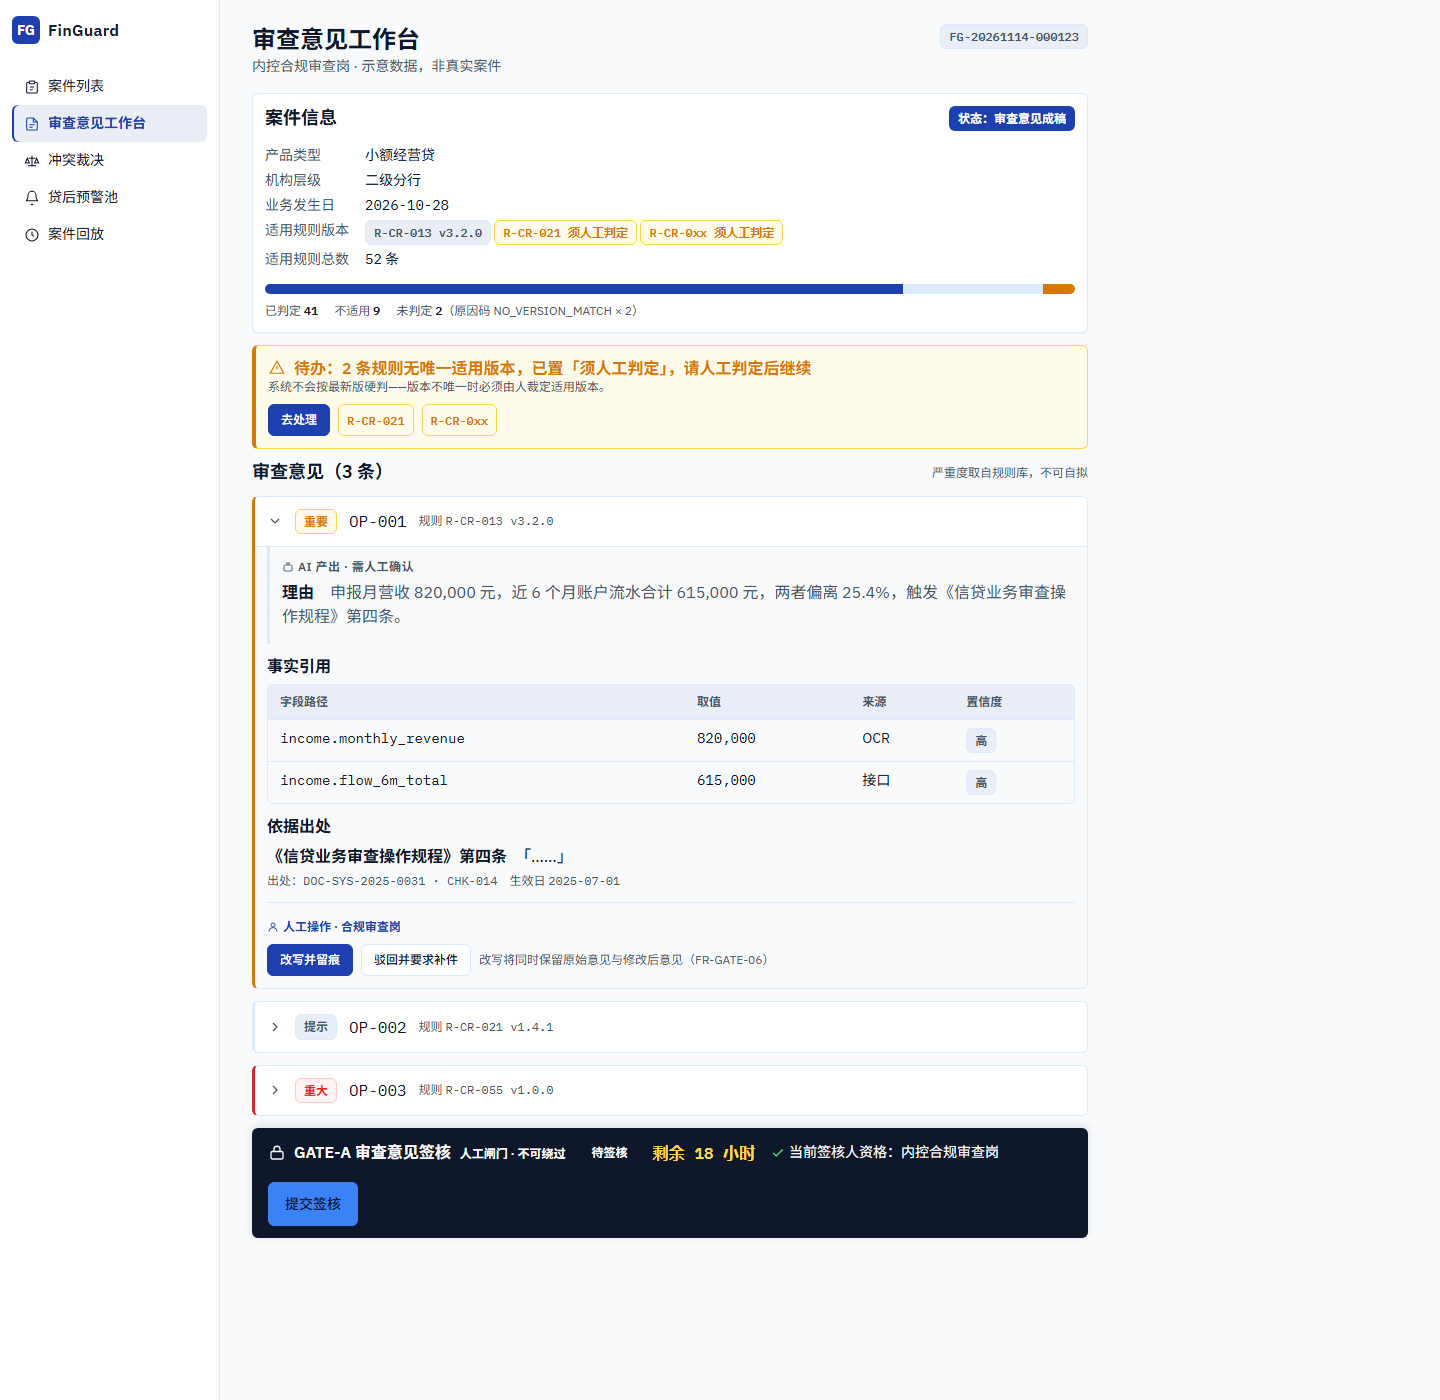 FG FinGuard
案件列表
审查意见工作台
冲突裁决
贷后预警池
案件回放
审查意见工作台
FG-20261114-000123
内控合规审查岗 · 示意数据，非真实案件
案件信息
状态：审查意见成稿
产品类型 小额经营贷
机构层级 二级分行
业务发生日 2026-10-28
适用规则版本 R-CR-013 v3.2.0 R-CR-021 须人工判定 R-CR-0xx 须人工判定
适用规则总数 52 条
已判定 41 不适用 9 未判定 2（原因码 NO_VERSION_MATCH × 2）
待办：2 条规则无唯一适用版本，已置「须人工判定」，请人工判定后继续
系统不会按最新版硬判——版本不唯一时必须由人裁定适用版本。
去处理 R-CR-021 R-CR-0xx
审查意见（3 条）
严重度取自规则库，不可自拟
重要 OP-001 规则 R-CR-013 v3.2.0
AI 产出 · 需人工确认
理由 申报月营收 820,000 元，近 6 个月账户流水合计 615,000 元，两者偏离 25.4%，触发《信贷业务审查操
作规程》第四条。
事实引用
字段路径 取值 来源 置信度
income.monthly_revenue 820,000 OCR 高
income.flow_6m_total 615,000 接口 高
依据出处
《信贷业务审查操作规程》第四条 「……」
出处：DOC-SYS-2025-0031 · CHK-014 生效日 2025-07-01
人工操作 · 合规审查岗
改写并留痕 驳回并要求补件 改写将同时保留原始意见与修改后意见（FR-GATE-06）
提示 OP-002 规则 R-CR-021 v1.4.1
重大 OP-003 规则 R-CR-055 v1.0.0
GATE-A 审查意见签核 人工闸门 · 不可绕过 待签核 剩余 18 小时 当前签核人资格：内控合规审查岗
提交签核